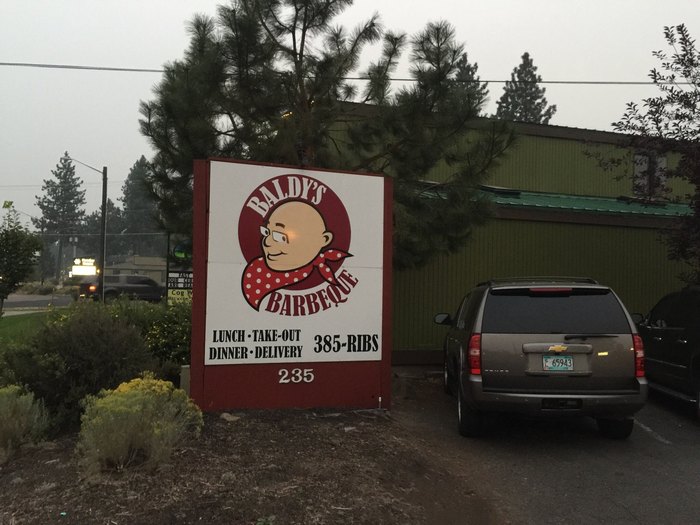 BALDY'S
BARBEQUE
LUNCH • TAKE-OUT
DINNER • DELIVERY
385-RIBS
235